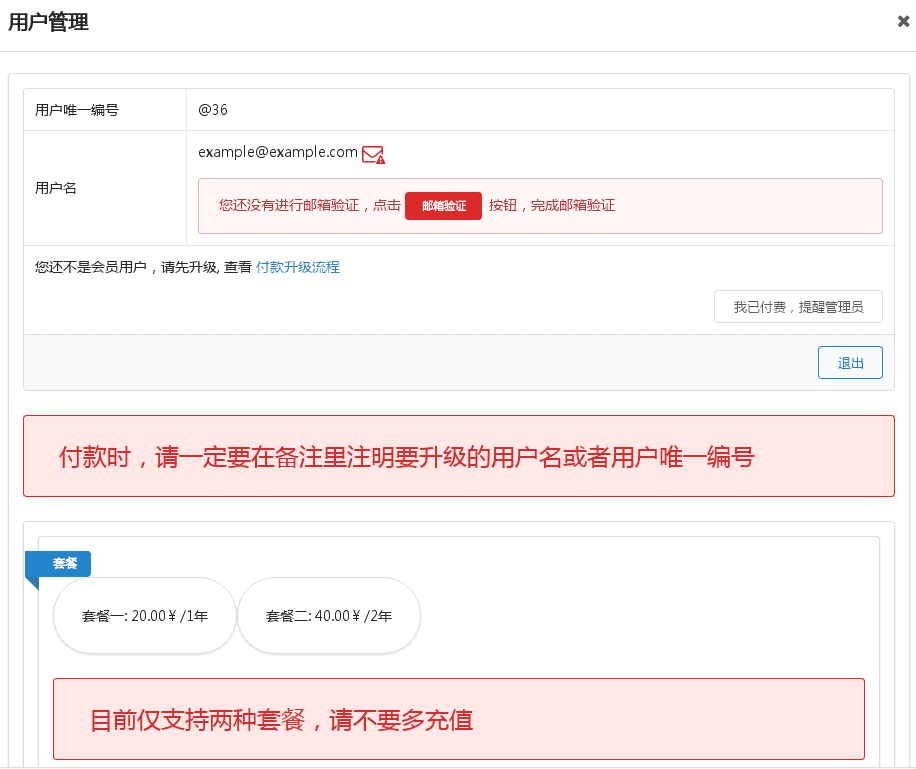 用户管理
用户唯一编号
@36
用户名
example@example.com
您还没有进行邮箱验证，点击 邮箱验证 按钮，完成邮箱验证
您还不是会员用户，请先升级, 查看 付款升级流程
我已付费，提醒管理员
退出
付款时，请一定要在备注里注明要升级的用户名或者用户唯一编号
套餐
套餐一: 20.00¥ /1年
套餐二: 40.00¥ /2年
目前仅支持两种套餐，请不要多充值